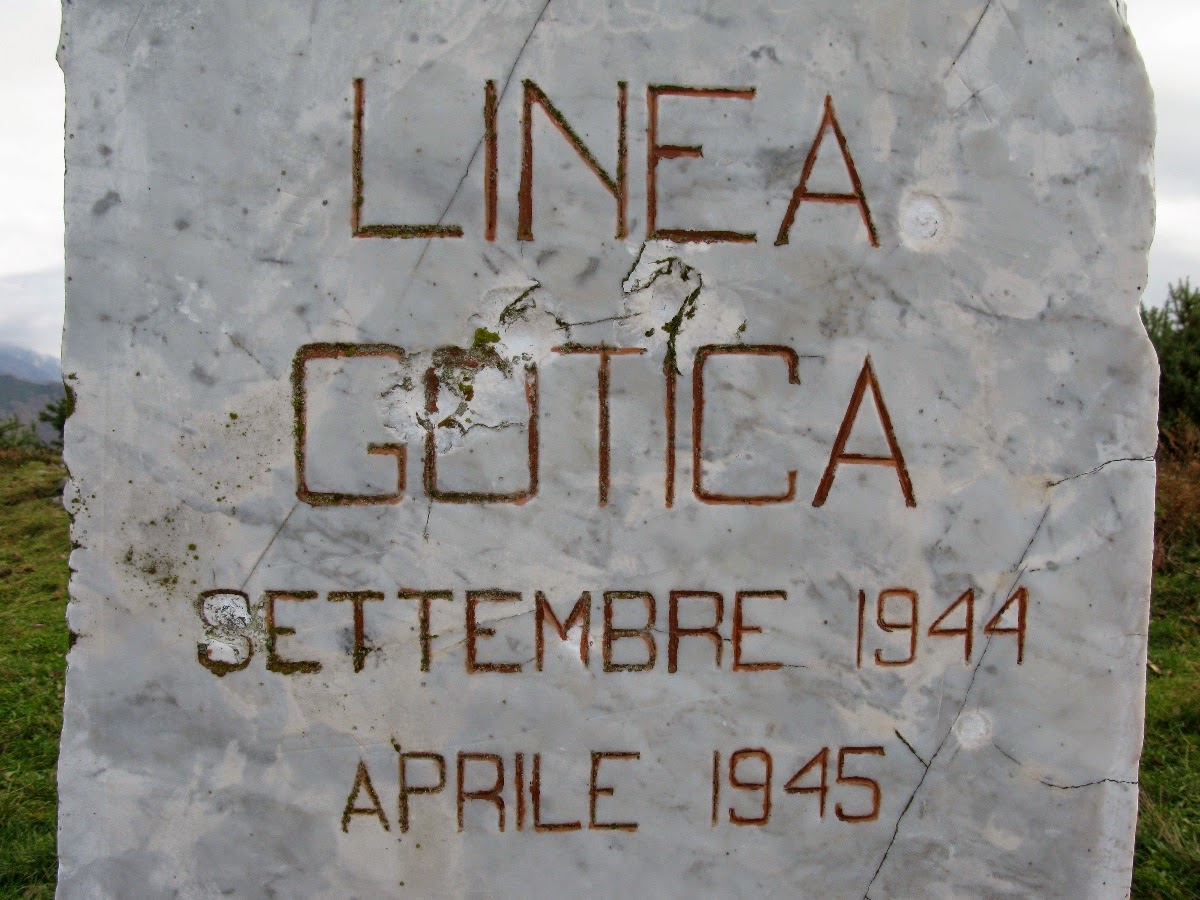 LINEA
GOTICA
SETTEMBRE 1944
APRILE 1945